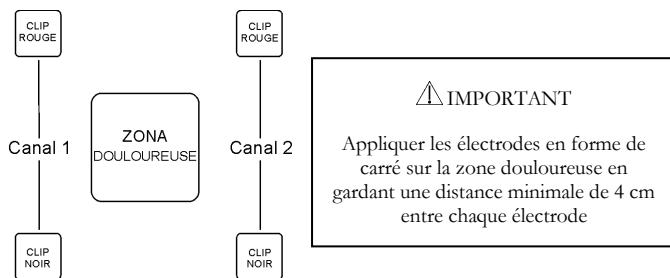 CLIP
ROUGE
CLIP
ROUGE
Canal 1
ZONA
DOULOUREUSE
Canal 2
CLIP
NOIR
CLIP
NOIR
⚠ IMPORTANT
Appliquer les électrodes en forme de
carré sur la zone douloureuse en
gardant une distance minimale de 4 cm
entre chaque électrode